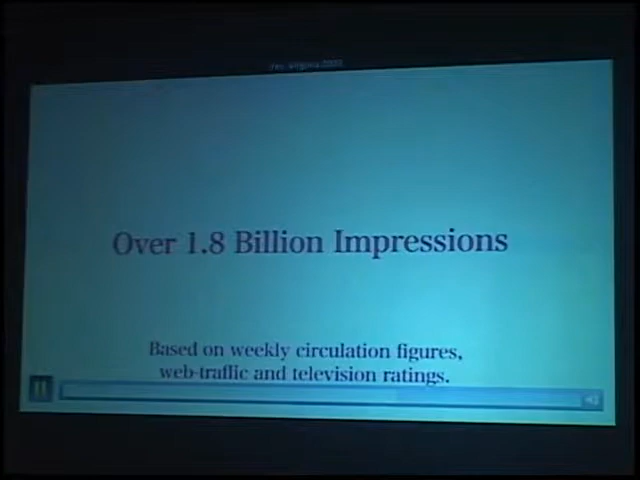 Over 1.8 Billion Impressions
Based on weekly circulation figures,
web-traffic and television ratings.